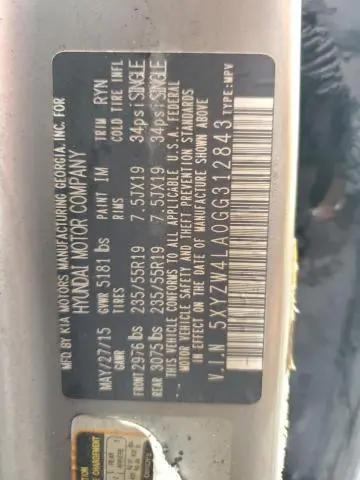 MFD. BY KIA MOTORS MANUFACTURING GEORGIA, INC. FOR
HYUNDAI MOTOR COMPANY
MAY/27/15 GVWR 5181 lbs PAINT IM TRIM RYN
GAWR TIRES RIMS COLD TIRE INFL
FRONT 2976 lbs 235/55R19 7.5JX19 34psi SINGLE
REAR 3075 lbs 235/55R19 7.5JX19 34psi SINGLE
THIS VEHICLE CONFORMS TO ALL APPLICABLE U.S.A. FEDERAL
MOTOR VEHICLE SAFETY AND THEFT PREVENTION STANDARDS
IN EFFECT ON THE DATE OF MANUFACTURE SHOWN ABOVE.
V.I.N 5XYZW4LA0GG312843 TYPE:MPV